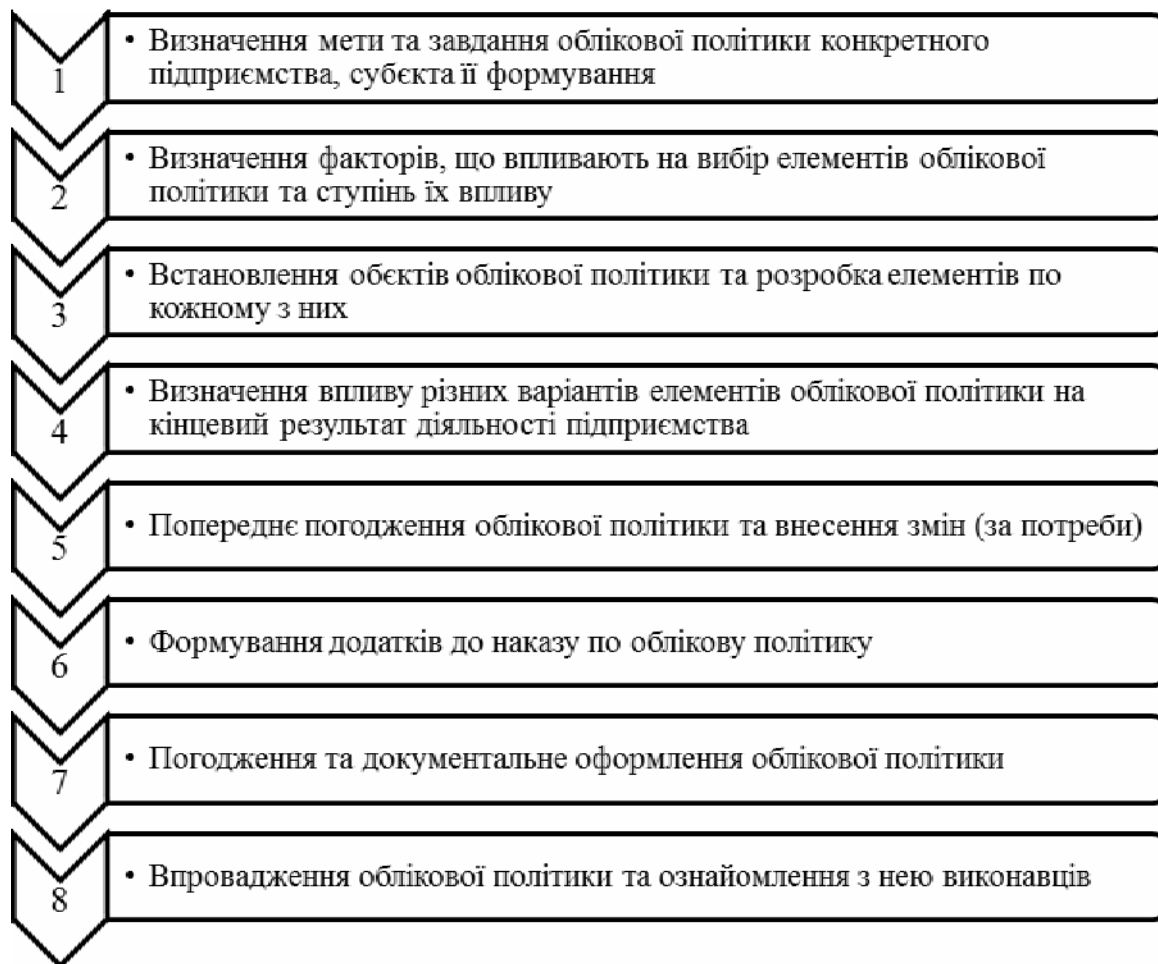 1
• Визначення мети та завдання облікової політики конкретного
підприємства, субєкта її формування
2
• Визначення факторів, що впливають на вибір елементів облікової
політики та ступінь їх впливу
3
• Встановлення обєктів облікової політики та розробка елементів по
кожному з них
4
• Визначення впливу різних варіантів елементів облікової політики на
кінцевий результат діяльності підприємства
5
• Попереднє погодження облікової політики та внесення змін (за потреби)
6
• Формування додатків до наказу по облікову політику
7
• Погодження та документальне оформлення облікової політики
8
• Впровадження облікової політики та ознайомлення з нею виконавців